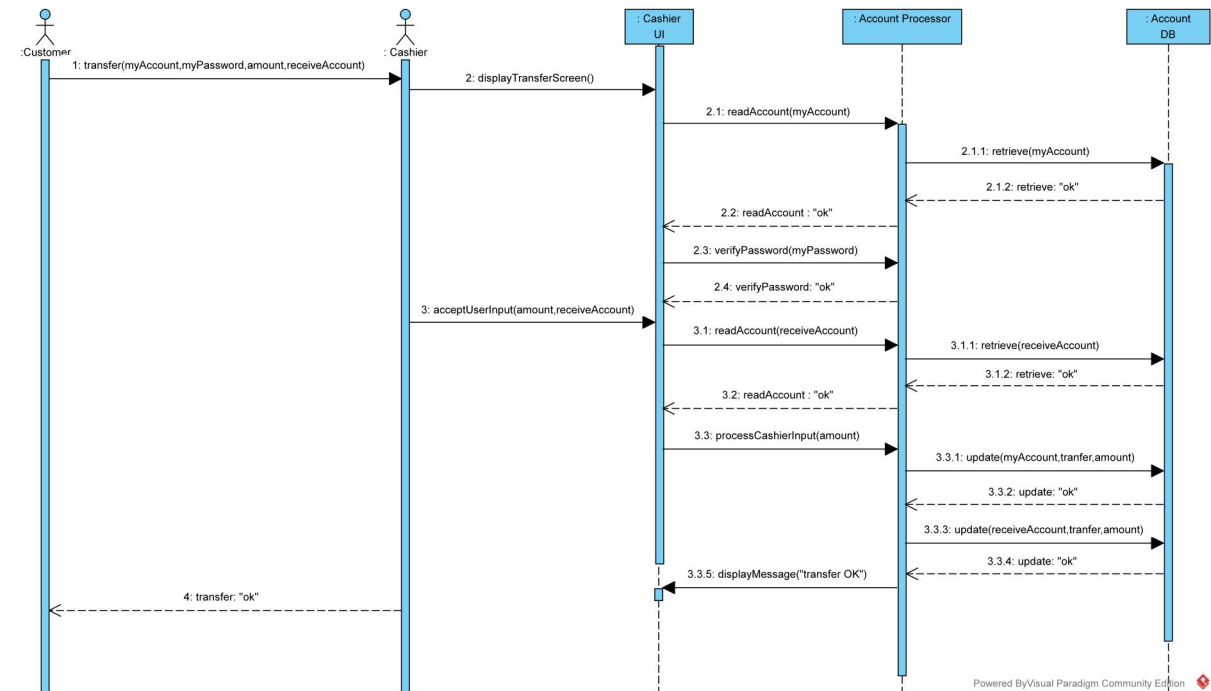 : Cashier
UI
: Account Processor
: Account
DB
:Customer
: Cashier
1: transfer(myAccount,myPassword,amount,receiveAccount)
2: displayTransferScreen()
2.1: readAccount(myAccount)
2.1.1: retrieve(myAccount)
2.1.2: retrieve: "ok"
2.2: readAccount : "ok"
2.3: verifyPassword(myPassword)
2.4: verifyPassword: "ok"
3: acceptUserInput(amount,receiveAccount)
3.1: readAccount(receiveAccount)
3.1.1: retrieve(receiveAccount)
3.1.2: retrieve: "ok"
3.2: readAccount : "ok"
3.3: processCashierInput(amount)
3.3.1: update(myAccount,tranfer,amount)
3.3.2: update: "ok"
3.3.3: update(receiveAccount,tranfer,amount)
3.3.4: update: "ok"
3.3.5: displayMessage("transfer OK")
4: transfer: "ok"
Powered ByVisual Paradigm Community Edition